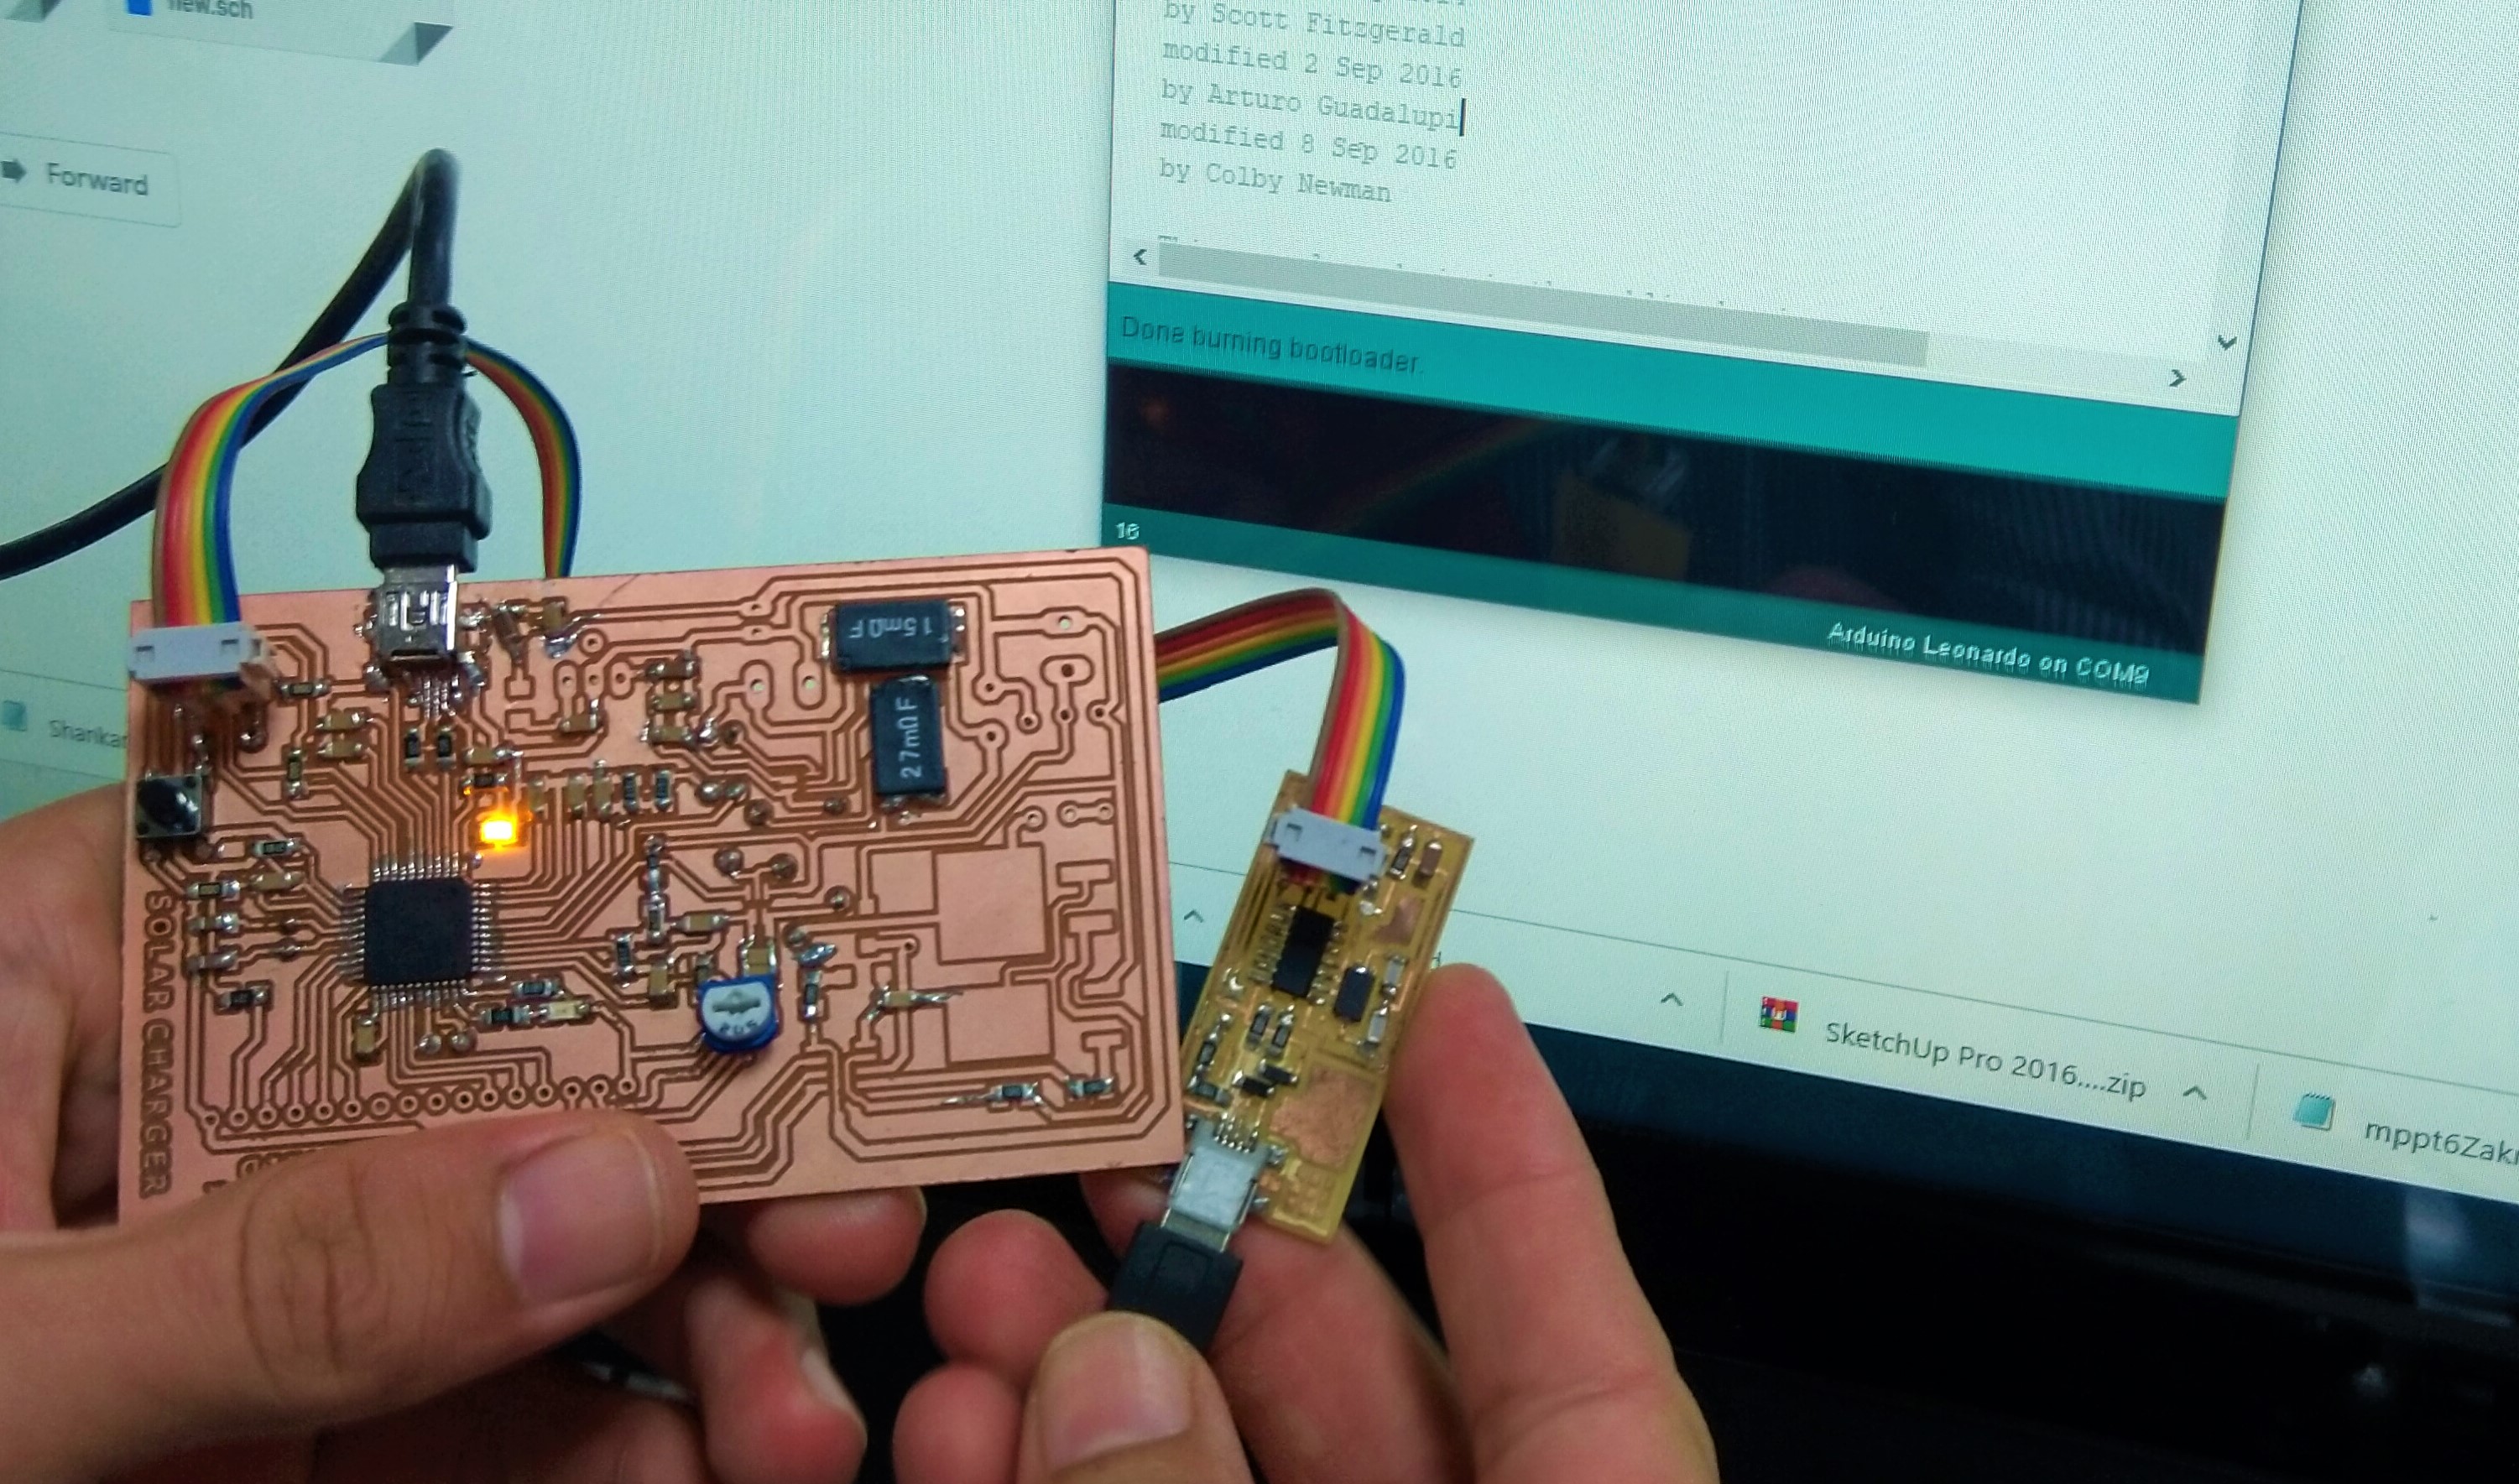 new.sch
by Scott Fitzgerald
modified 2 Sep 2016
by Arturo Guadalupi
modified 8 Sep 2016
by Colby Newman
Forward
Done burning bootloader.
16
Arduino Leonardo on COM9
Shankar
15mΩF
27mΩF
SOLAR CHARGER
SketchUp Pro 2016....zip
mppt6Zak